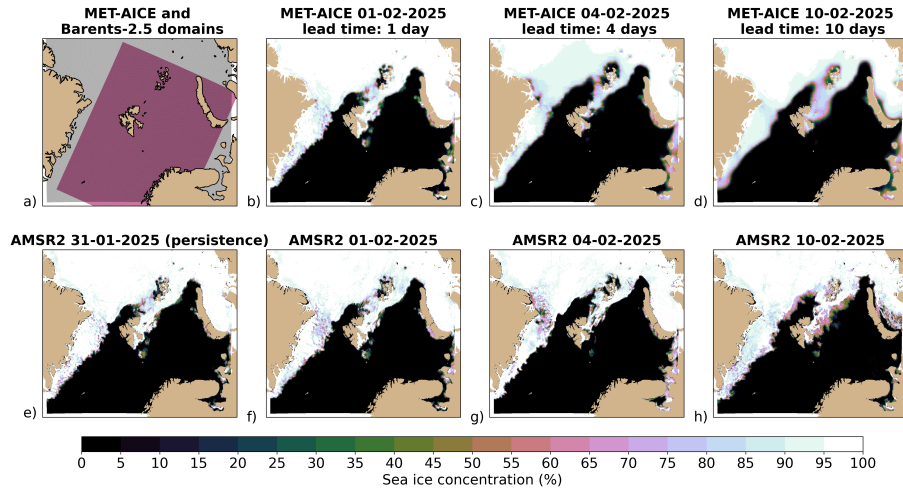 MET-AICE and
Barents-2.5 domains
MET-AICE 01-02-2025
lead time: 1 day
MET-AICE 04-02-2025
lead time: 4 days
MET-AICE 10-02-2025
lead time: 10 days
a)
b)
c)
d)
AMSR2 31-01-2025 (persistence)
AMSR2 01-02-2025
AMSR2 04-02-2025
AMSR2 10-02-2025
e)
f)
g)
h)
0 5 10 15 20 25 30 35 40 45 50 55 60 65 70 75 80 85 90 95 100
Sea ice concentration (%)